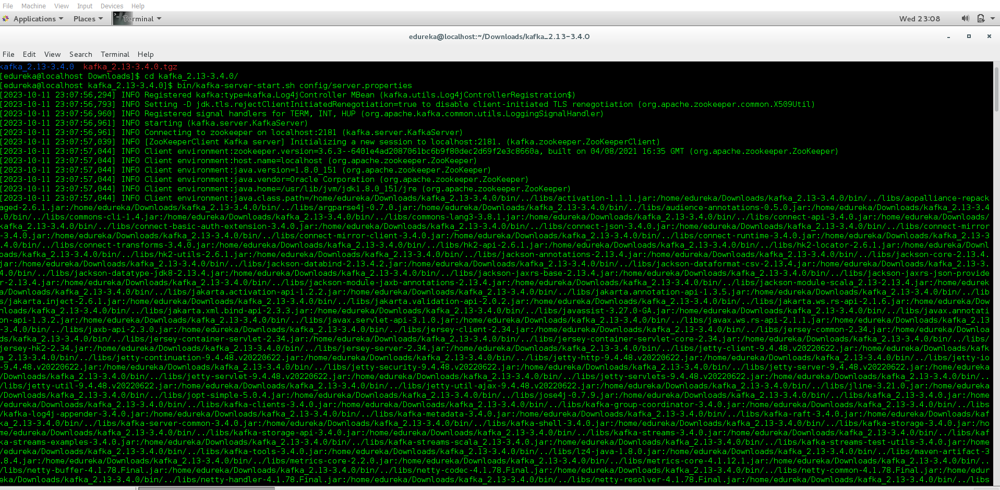 File Machine View Input Devices Help
Applications Places Terminal Wed 23:08
edureka@localhost:~/Downloads/kafka_2.13-3.4.0
File Edit View Search Terminal Help
kafka_2.13-3.4.0 kafka_2.13-3.4.0.tgz
[edureka@localhost Downloads]$ cd kafka_2.13-3.4.0/
[edureka@localhost kafka_2.13-3.4.0]$ bin/kafka-server-start.sh config/server.properties
[2023-10-11 23:07:56,294] INFO Registered kafka:type=kafka.Log4jController MBean (kafka.utils.Log4jControllerRegistration$)
[2023-10-11 23:07:56,793] INFO Setting -D jdk.tls.rejectClientInitiatedRenegotiation=true to disable client-initiated TLS renegotiation (org.apache.zookeeper.common.X509Util)
[2023-10-11 23:07:56,960] INFO Registered signal handlers for TERM, INT, HUP (org.apache.kafka.common.utils.LoggingSignalHandler)
[2023-10-11 23:07:56,961] INFO starting (kafka.server.KafkaServer)
[2023-10-11 23:07:56,961] INFO Connecting to zookeeper on localhost:2181 (kafka.server.KafkaServer)
[2023-10-11 23:07:57,039] INFO [ZooKeeperClient Kafka server] Initializing a new session to localhost:2181. (kafka.zookeeper.ZooKeeperClient)
[2023-10-11 23:07:57,044] INFO Client environment:zookeeper.version=3.6.3--6401e4ad2087061bc6b9f80dec2d69f2e3c8660a, built on 04/08/2021 16:35 GMT (org.apache.zookeeper.ZooKeeper)
[2023-10-11 23:07:57,044] INFO Client environment:host.name=localhost (org.apache.zookeeper.ZooKeeper)
[2023-10-11 23:07:57,044] INFO Client environment:java.version=1.8.0_151 (org.apache.zookeeper.ZooKeeper)
[2023-10-11 23:07:57,044] INFO Client environment:java.vendor=Oracle Corporation (org.apache.zookeeper.ZooKeeper)
[2023-10-11 23:07:57,044] INFO Client environment:java.home=/usr/lib/jvm/jdk1.8.0_151/jre (org.apache.zookeeper.ZooKeeper)
[2023-10-11 23:07:57,044] INFO Client environment:java.class.path=/home/edureka/Downloads/kafka_2.13-3.4.0/bin/../libs/activation-1.1.1.jar:/home/edureka/Downloads/kafka_2.13-3.4.0/bin/../libs/aopalliance-repack
aged-2.6.1.jar:/home/edureka/Downloads/kafka_2.13-3.4.0/bin/../libs/argparse4j-0.7.0.jar:/home/edureka/Downloads/kafka_2.13-3.4.0/bin/../libs/audience-annotations-0.5.0.jar:/home/edureka/Downloads/kafka_2.13-3.4
.0/bin/../libs/commons-cli-1.4.jar:/home/edureka/Downloads/kafka_2.13-3.4.0/bin/../libs/commons-lang3-3.8.1.jar:/home/edureka/Downloads/kafka_2.13-3.4.0/bin/../libs/connect-api-3.4.0.jar:/home/edureka/Downloads/
kafka_2.13-3.4.0/bin/../libs/connect-basic-auth-extension-3.4.0.jar:/home/edureka/Downloads/kafka_2.13-3.4.0/bin/../libs/connect-json-3.4.0.jar:/home/edureka/Downloads/kafka_2.13-3.4.0/bin/../libs/connect-mirror
-3.4.0.jar:/home/edureka/Downloads/kafka_2.13-3.4.0/bin/../libs/connect-mirror-client-3.4.0.jar:/home/edureka/Downloads/kafka_2.13-3.4.0/bin/../libs/connect-runtime-3.4.0.jar:/home/edureka/Downloads/kafka_2.13-3
.4.0/bin/../libs/connect-transforms-3.4.0.jar:/home/edureka/Downloads/kafka_2.13-3.4.0/bin/../libs/hk2-api-2.6.1.jar:/home/edureka/Downloads/kafka_2.13-3.4.0/bin/../libs/hk2-locator-2.6.1.jar:/home/edureka/Downl
oads/kafka_2.13-3.4.0/bin/../libs/hk2-utils-2.6.1.jar:/home/edureka/Downloads/kafka_2.13-3.4.0/bin/../libs/jackson-annotations-2.13.4.jar:/home/edureka/Downloads/kafka_2.13-3.4.0/bin/../libs/jackson-core-2.13.4.
jar:/home/edureka/Downloads/kafka_2.13-3.4.0/bin/../libs/jackson-databind-2.13.4.2.jar:/home/edureka/Downloads/kafka_2.13-3.4.0/bin/../libs/jackson-dataformat-csv-2.13.4.jar:/home/edureka/Downloads/kafka_2.13-3.
4.0/bin/../libs/jackson-datatype-jdk8-2.13.4.jar:/home/edureka/Downloads/kafka_2.13-3.4.0/bin/../libs/jackson-jaxrs-base-2.13.4.jar:/home/edureka/Downloads/kafka_2.13-3.4.0/bin/../libs/jackson-jaxrs-json-provide
r-2.13.4.jar:/home/edureka/Downloads/kafka_2.13-3.4.0/bin/../libs/jackson-module-jaxb-annotations-2.13.4.jar:/home/edureka/Downloads/kafka_2.13-3.4.0/bin/../libs/jackson-module-scala_2.13-2.13.4.jar:/home/edurek
a/Downloads/kafka_2.13-3.4.0/bin/../libs/jakarta.activation-api-1.2.2.jar:/home/edureka/Downloads/kafka_2.13-3.4.0/bin/../libs/jakarta.annotation-api-1.3.5.jar:/home/edureka/Downloads/kafka_2.13-3.4.0/bin/../lib
s/jakarta.inject-2.6.1.jar:/home/edureka/Downloads/kafka_2.13-3.4.0/bin/../libs/jakarta.validation-api-2.0.2.jar:/home/edureka/Downloads/kafka_2.13-3.4.0/bin/../libs/jakarta.ws.rs-api-2.1.6.jar:/home/edureka/Dow
nloads/kafka_2.13-3.4.0/bin/../libs/jakarta.xml.bind-api-2.3.3.jar:/home/edureka/Downloads/kafka_2.13-3.4.0/bin/../libs/javassist-3.27.0-GA.jar:/home/edureka/Downloads/kafka_2.13-3.4.0/bin/../libs/javax.annotati
on-api-1.3.2.jar:/home/edureka/Downloads/kafka_2.13-3.4.0/bin/../libs/javax.servlet-api-3.1.0.jar:/home/edureka/Downloads/kafka_2.13-3.4.0/bin/../libs/javax.ws.rs-api-2.1.1.jar:/home/edureka/Downloads/kafka_2.13
-3.4.0/bin/../libs/jaxb-api-2.3.0.jar:/home/edureka/Downloads/kafka_2.13-3.4.0/bin/../libs/jersey-client-2.34.jar:/home/edureka/Downloads/kafka_2.13-3.4.0/bin/../libs/jersey-common-2.34.jar:/home/edureka/Downloa
ds/kafka_2.13-3.4.0/bin/../libs/jersey-container-servlet-2.34.jar:/home/edureka/Downloads/kafka_2.13-3.4.0/bin/../libs/jersey-container-servlet-core-2.34.jar:/home/edureka/Downloads/kafka_2.13-3.4.0/bin/../libs/
jersey-hk2-2.34.jar:/home/edureka/Downloads/kafka_2.13-3.4.0/bin/../libs/jersey-server-2.34.jar:/home/edureka/Downloads/kafka_2.13-3.4.0/bin/../libs/jetty-client-9.4.48.v20220622.jar:/home/edureka/Downloads/kafk
a_2.13-3.4.0/bin/../libs/jetty-continuation-9.4.48.v20220622.jar:/home/edureka/Downloads/kafka_2.13-3.4.0/bin/../libs/jetty-http-9.4.48.v20220622.jar:/home/edureka/Downloads/kafka_2.13-3.4.0/bin/../libs/jetty-io
-9.4.48.v20220622.jar:/home/edureka/Downloads/kafka_2.13-3.4.0/bin/../libs/jetty-security-9.4.48.v20220622.jar:/home/edureka/Downloads/kafka_2.13-3.4.0/bin/../libs/jetty-server-9.4.48.v20220622.jar:/home/edureka
/Downloads/kafka_2.13-3.4.0/bin/../libs/jetty-servlet-9.4.48.v20220622.jar:/home/edureka/Downloads/kafka_2.13-3.4.0/bin/../libs/jetty-servlets-9.4.48.v20220622.jar:/home/edureka/Downloads/kafka_2.13-3.4.0/bin/..
/libs/jetty-util-9.4.48.v20220622.jar:/home/edureka/Downloads/kafka_2.13-3.4.0/bin/../libs/jetty-util-ajax-9.4.48.v20220622.jar:/home/edureka/Downloads/kafka_2.13-3.4.0/bin/../libs/jline-3.21.0.jar:/home/edureka
/Downloads/kafka_2.13-3.4.0/bin/../libs/jopt-simple-5.0.4.jar:/home/edureka/Downloads/kafka_2.13-3.4.0/bin/../libs/jose4j-0.7.9.jar:/home/edureka/Downloads/kafka_2.13-3.4.0/bin/../libs/kafka_2.13-3.4.0.jar:/home
/edureka/Downloads/kafka_2.13-3.4.0/bin/../libs/kafka-clients-3.4.0.jar:/home/edureka/Downloads/kafka_2.13-3.4.0/bin/../libs/kafka-group-coordinator-3.4.0.jar:/home/edureka/Downloads/kafka_2.13-3.4.0/bin/../libs
/kafka-log4j-appender-3.4.0.jar:/home/edureka/Downloads/kafka_2.13-3.4.0/bin/../libs/kafka-metadata-3.4.0.jar:/home/edureka/Downloads/kafka_2.13-3.4.0/bin/../libs/kafka-raft-3.4.0.jar:/home/edureka/Downloads/kaf
ka_2.13-3.4.0/bin/../libs/kafka-server-common-3.4.0.jar:/home/edureka/Downloads/kafka_2.13-3.4.0/bin/../libs/kafka-shell-3.4.0.jar:/home/edureka/Downloads/kafka_2.13-3.4.0/bin/../libs/kafka-storage-3.4.0.jar:/ho
me/edureka/Downloads/kafka_2.13-3.4.0/bin/../libs/kafka-storage-api-3.4.0.jar:/home/edureka/Downloads/kafka_2.13-3.4.0/bin/../libs/kafka-streams-3.4.0.jar:/home/edureka/Downloads/kafka_2.13-3.4.0/bin/../libs/kaf
ka-streams-examples-3.4.0.jar:/home/edureka/Downloads/kafka_2.13-3.4.0/bin/../libs/kafka-streams-scala_2.13-3.4.0.jar:/home/edureka/Downloads/kafka_2.13-3.4.0/bin/../libs/kafka-streams-test-utils-3.4.0.jar:/home
/edureka/Downloads/kafka_2.13-3.4.0/bin/../libs/kafka-tools-3.4.0.jar:/home/edureka/Downloads/kafka_2.13-3.4.0/bin/../libs/lz4-java-1.8.0.jar:/home/edureka/Downloads/kafka_2.13-3.4.0/bin/../libs/maven-artifact-3
.8.4.jar:/home/edureka/Downloads/kafka_2.13-3.4.0/bin/../libs/metrics-core-2.2.0.jar:/home/edureka/Downloads/kafka_2.13-3.4.0/bin/../libs/metrics-core-4.1.12.1.jar:/home/edureka/Downloads/kafka_2.13-3.4.0/bin/..
/libs/netty-buffer-4.1.78.Final.jar:/home/edureka/Downloads/kafka_2.13-3.4.0/bin/../libs/netty-codec-4.1.78.Final.jar:/home/edureka/Downloads/kafka_2.13-3.4.0/bin/../libs/netty-common-4.1.78.Final.jar:/home/edur
eka/Downloads/kafka_2.13-3.4.0/bin/../libs/netty-handler-4.1.78.Final.jar:/home/edureka/Downloads/kafka_2.13-3.4.0/bin/../libs/netty-resolver-4.1.78.Final.jar:/home/edureka/Downloads/kafka_2.13-3.4.0/bin/../libs